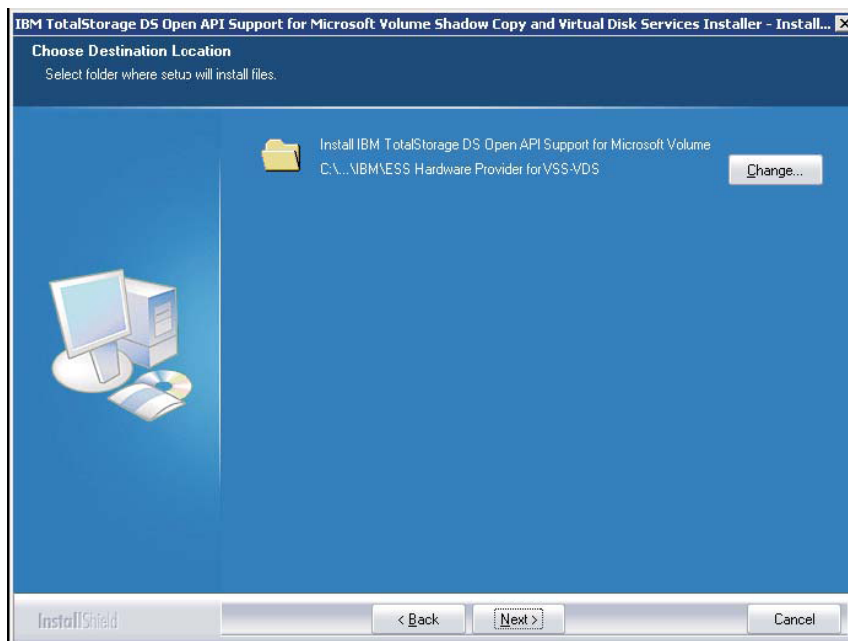 IBM TotalStorage DS Open API Support for Microsoft Volume Shadow Copy and Virtual Disk Services Installer - Install...
Choose Destination Location
Select folder where setup will install files.
Install IBM TotalStorage DS Open API Support for Microsoft Volume
C:\...\IBM\ESS Hardware Provider for VSS-VDS
Change...
InstallShield
< Back
Next >
Cancel